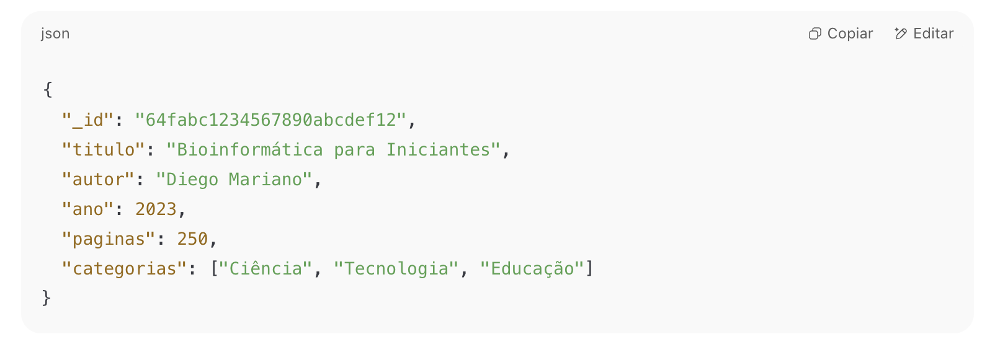 json Copiar Editar
{
"_id": "64fabc1234567890abcdef12",
"titulo": "Bioinformática para Iniciantes",
"autor": "Diego Mariano",
"ano": 2023,
"paginas": 250,
"categorias": ["Ciência", "Tecnologia", "Educação"]
}